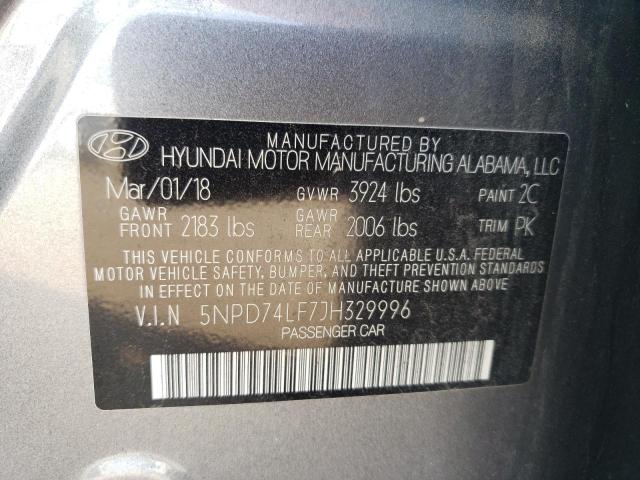 MANUFACTURED BY
HYUNDAI MOTOR MANUFACTURING ALABAMA, LLC
Mar/01/18 GVWR 3924 lbs PAINT 2C
GAWR FRONT 2183 lbs GAWR REAR 2006 lbs TRIM PK
THIS VEHICLE CONFORMS TO ALL APPLICABLE U.S.A. FEDERAL
MOTOR VEHICLE SAFETY, BUMPER, AND THEFT PREVENTION STANDARDS
IN EFFECT ON THE DATE OF MANUFACTURE SHOWN ABOVE
V.I.N 5NPD74LF7JH329996
PASSENGER CAR